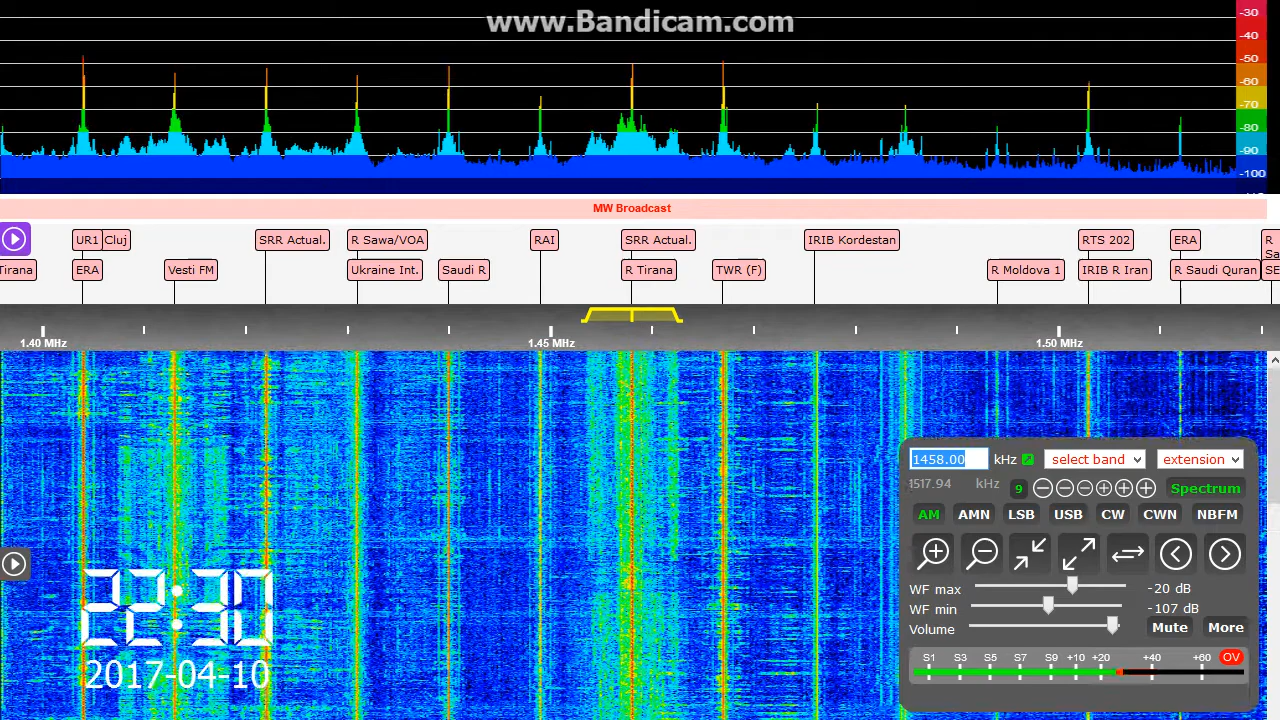 www.Bandicam.com
-30
-40
-50
-60
-70
-80
-90
-100
MW Broadcast
UR1 Cluj SRR Actual. R Sawa/VOA RAI SRR Actual. IRIB Kordestan RTS 202 ERA R
Sa
Tirana ERA Vesti FM Ukraine Int. Saudi R R Tirana TWR (F) R Moldova 1 IRIB R Iran R Saudi Quran SE
1.40 MHz 1.45 MHz 1.50 MHz
1458.00 kHz select band extension
1517.94 kHz 9 Spectrum
AM AMN LSB USB CW CWN NBFM
WF max -20 dB
WF min -107 dB
Volume Mute More
S1 S3 S5 S7 S9 +10 +20 +40 +60 OV
22:30
2017-04-10